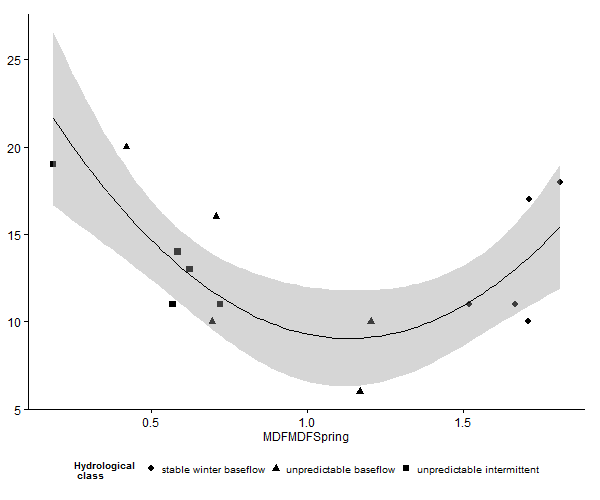 25
20
15
10
5
0.5 1.0 1.5
MDFMDFSpring
Hydrological
class
stable winter baseflow unpredictable baseflow unpredictable intermittent